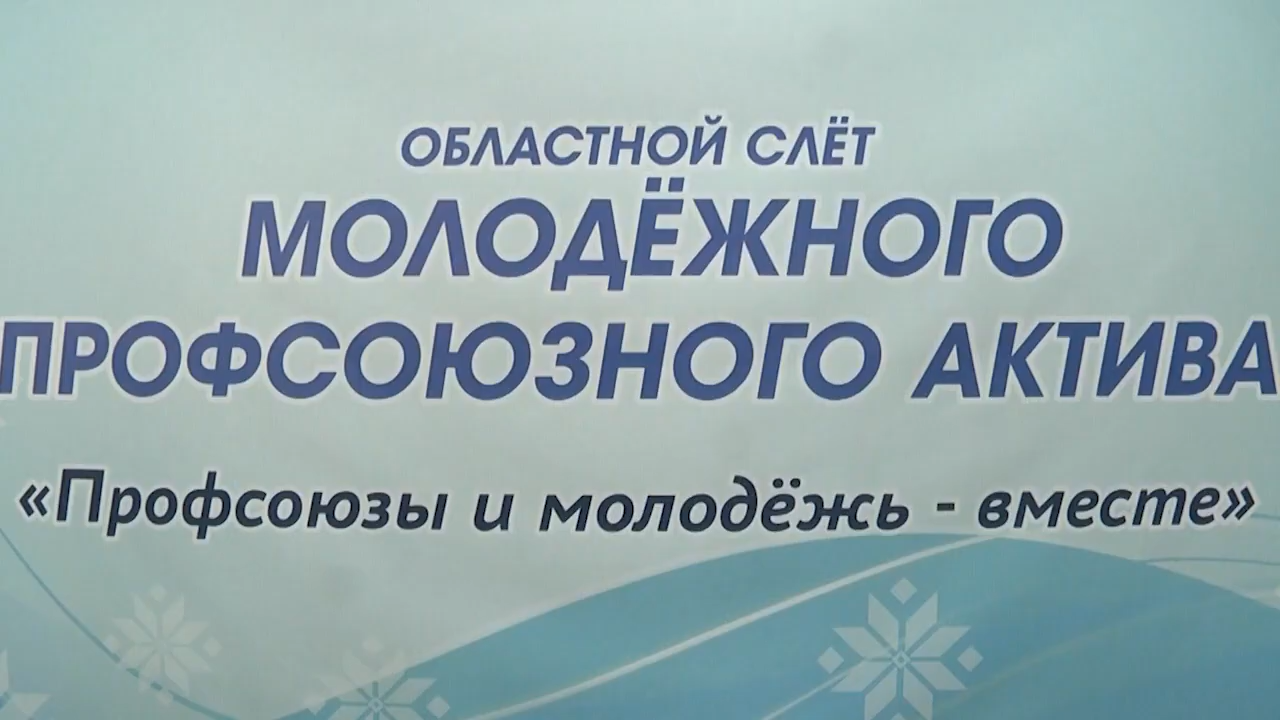 ОБЛАСТНОЙ СЛЁТ
МОЛОДЁЖНОГО
ПРОФСОЮЗНОГО АКТИВА
«Профсоюзы и молодёжь - вместе»